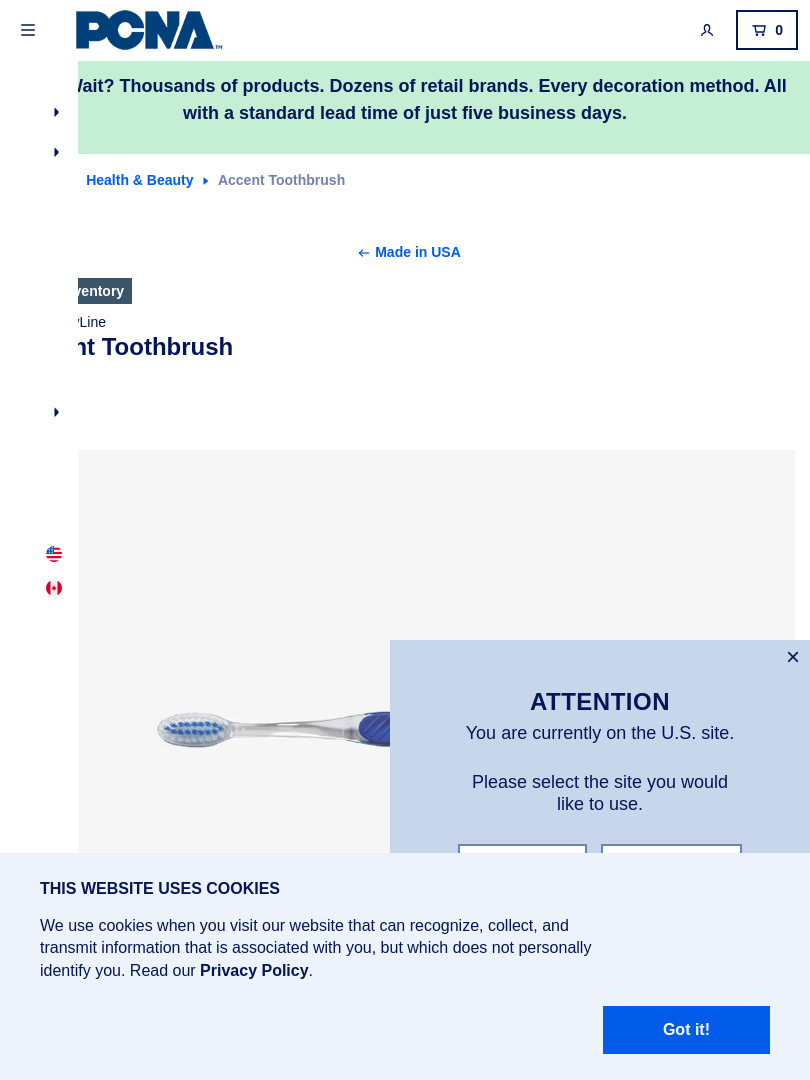 PCNA™
0
Wait? Thousands of products. Dozens of retail brands. Every decoration method. All
with a standard lead time of just five business days.
Health & Beauty
Accent Toothbrush
Made in USA
Toothbrush
ATTENTION
You are currently on the U.S. site.
Please select the site you would
like to use.
THIS WEBSITE USES COOKIES
We use cookies when you visit our website that can recognize, collect, and
transmit information that is associated with you, but which does not personally
identify you. Read our Privacy Policy.
Got it!